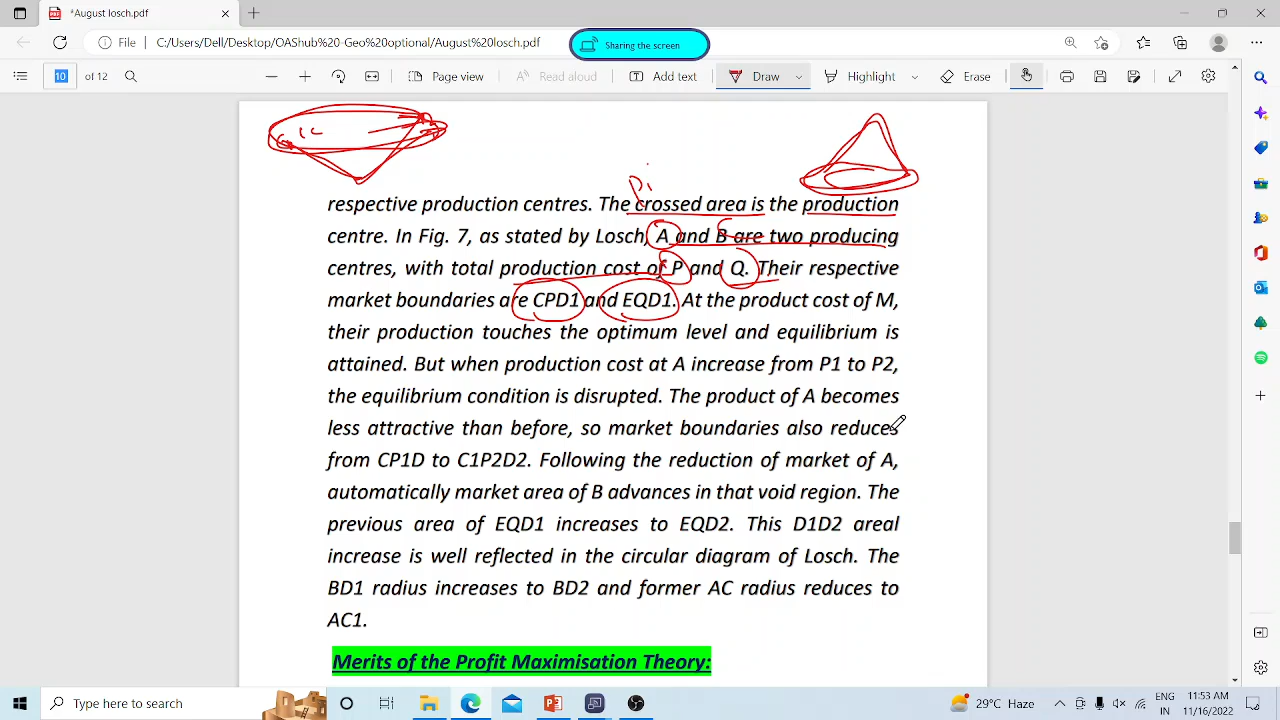 *August losch.pdf
File C:/Users/Dell/Desktop/OAShub%20_Geo%20optional/August%20losch.pdf
Sharing the screen
10 of 12 Page view Read aloud Add text Draw Highlight Erase
respective production centres. The crossed area is the production
centre. In Fig. 7, as stated by Losch, A and B are two producing
centres, with total production cost of P and Q. Their respective
market boundaries are CPD1 and EQD1. At the product cost of M,
their production touches the optimum level and equilibrium is
attained. But when production cost at A increase from P1 to P2,
the equilibrium condition is disrupted. The product of A becomes
less attractive than before, so market boundaries also reduces
from CP1D to C1P2D2. Following the reduction of market of A,
automatically market area of B advances in that void region. The
previous area of EQD1 increases to EQD2. This D1D2 areal
increase is well reflected in the circular diagram of Losch. The
BD1 radius increases to BD2 and former AC radius reduces to
AC1.
Merits of the Profit Maximisation Theory:
Type here to search
29°C Haze
ENG
IN
11:53 AM
11/16/2022